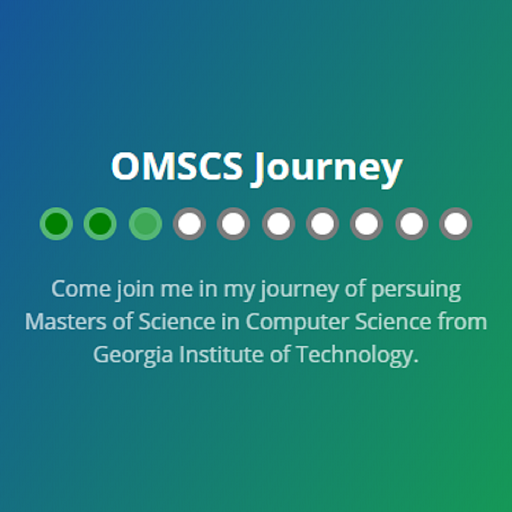 OMSCS Journey
Come join me in my journey of persuing
Masters of Science in Computer Science from
Georgia Institute of Technology.